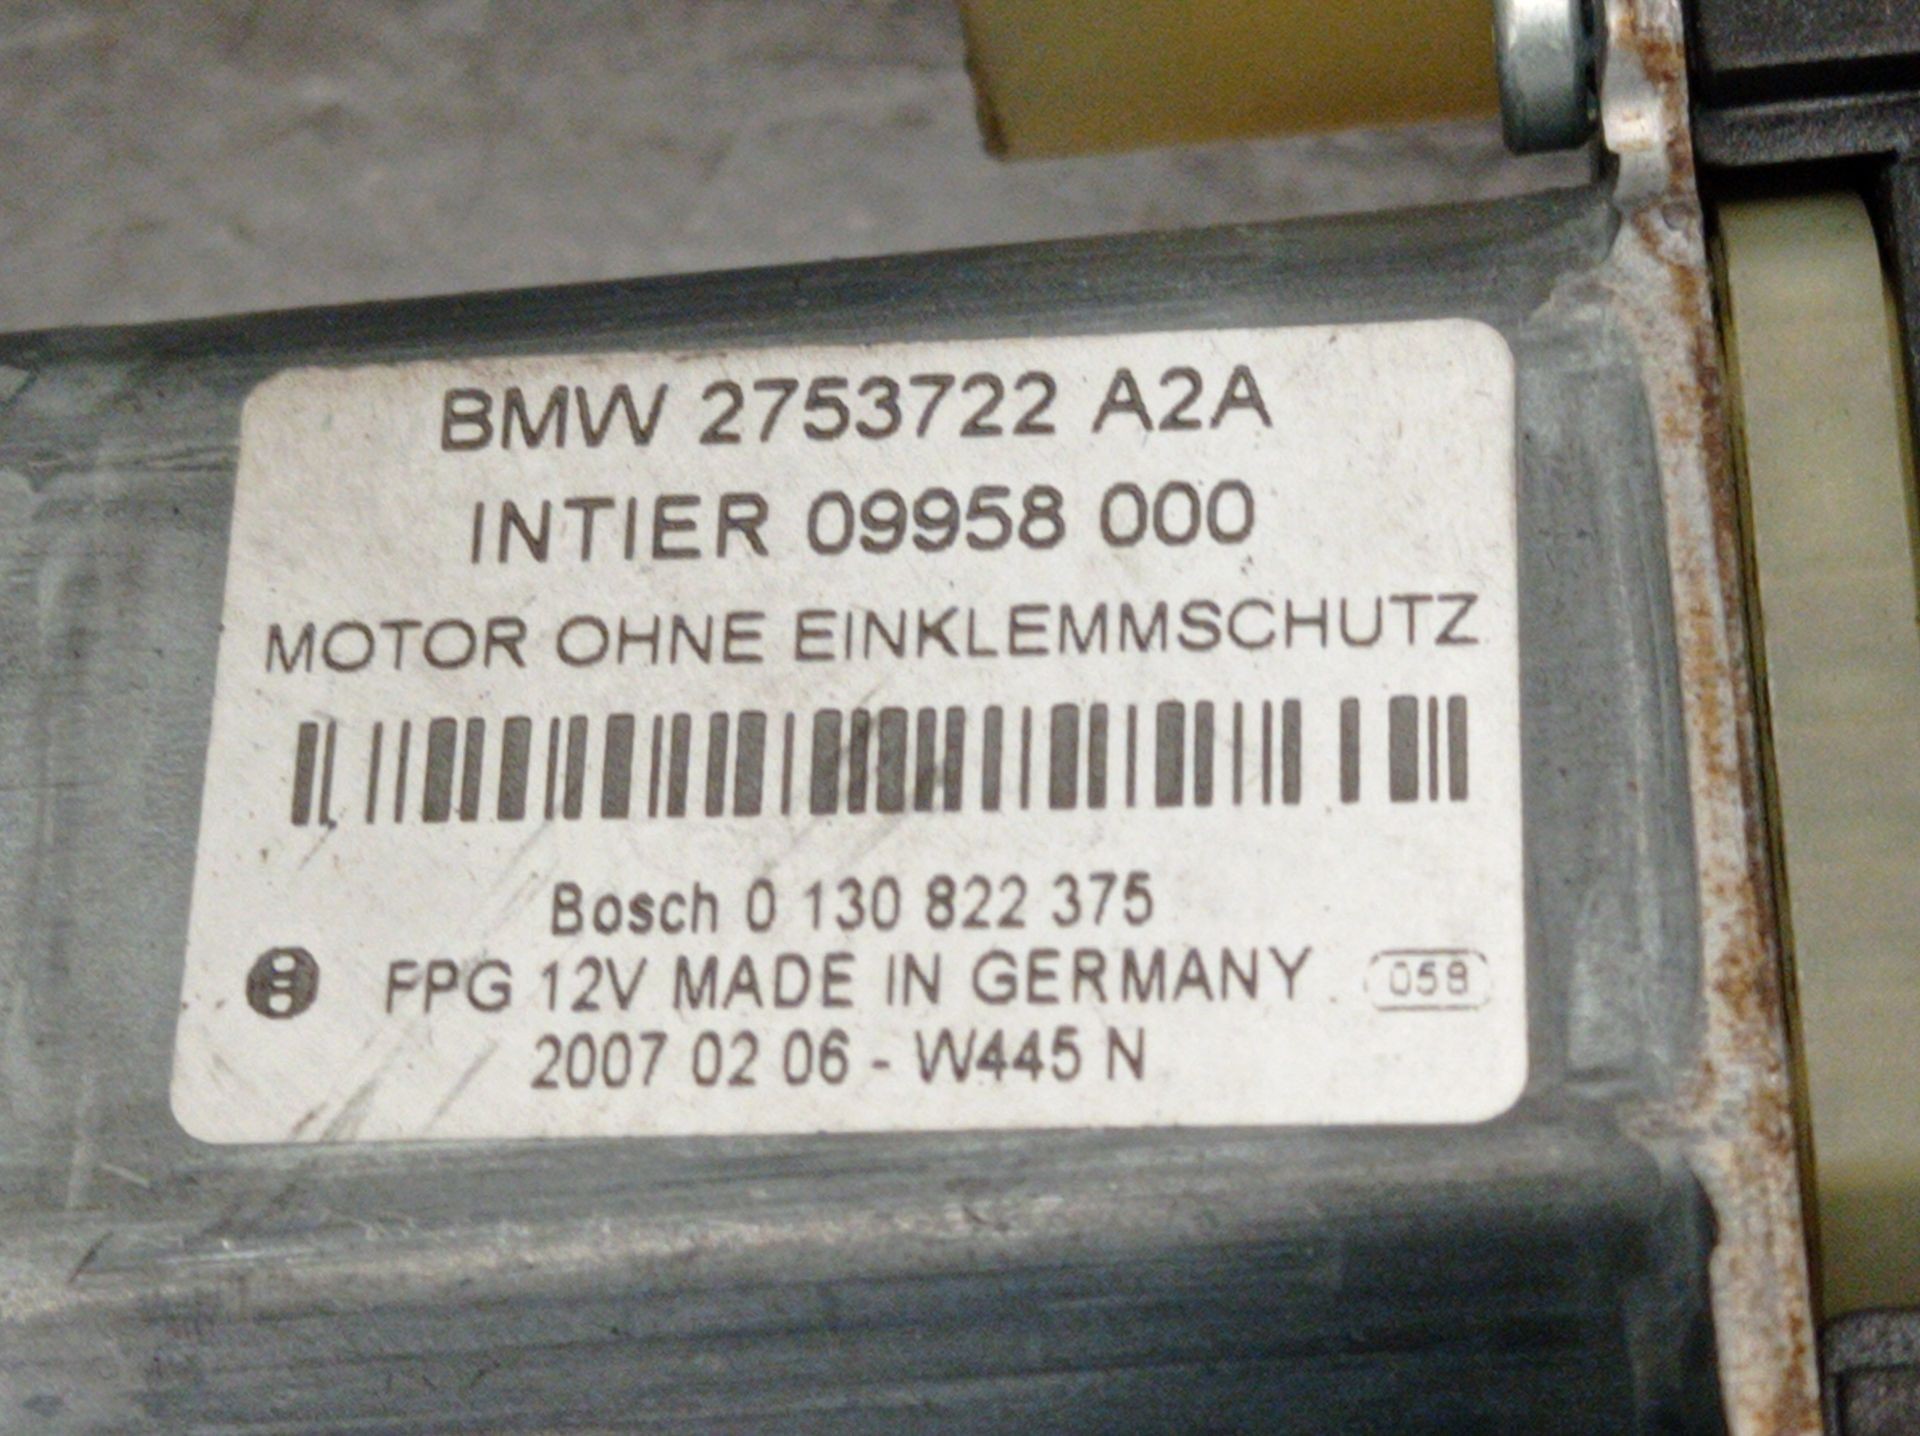 BMW 2753722 A2A
INTIER 09958 000
MOTOR OHNE EINKLEMMSCHUTZ
Bosch 0 130 822 375
FPG 12V MADE IN GERMANY 058
2007 02 06 - W445 N